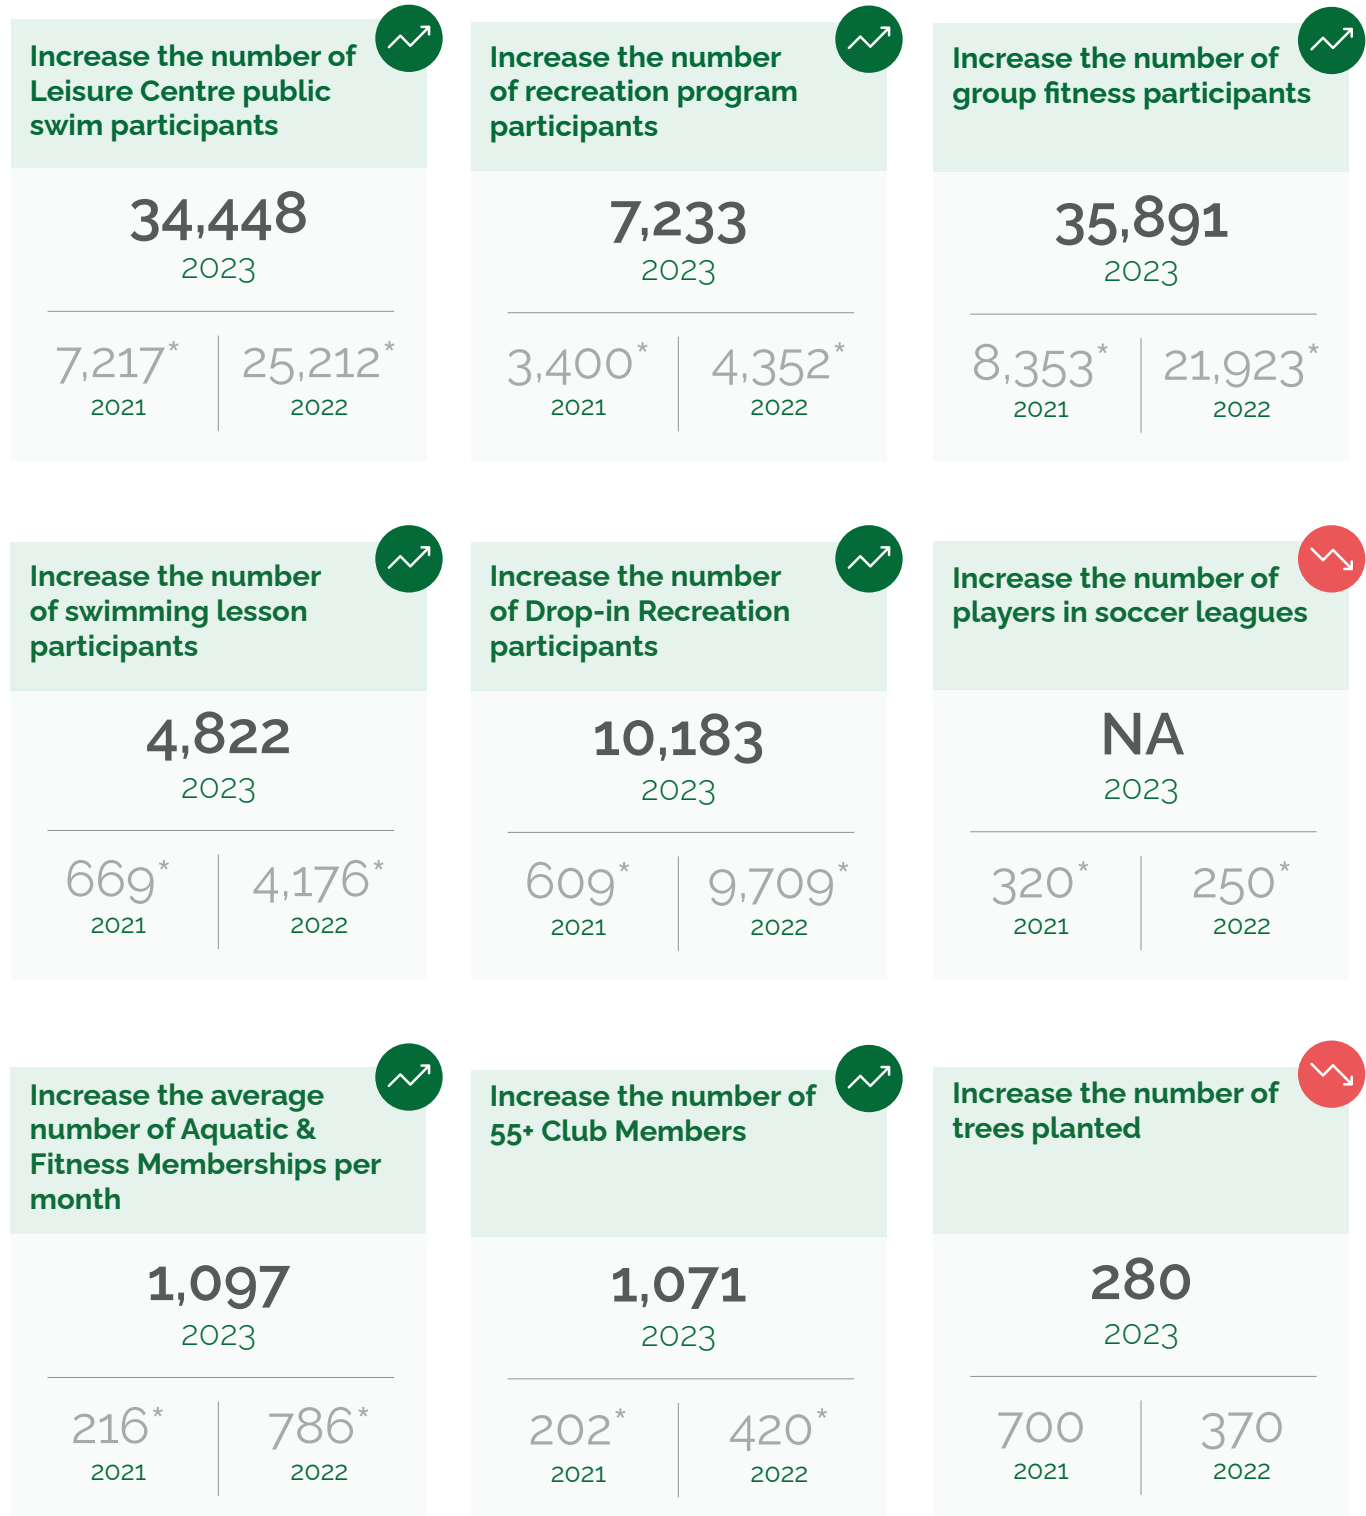 Increase the number of
Leisure Centre public
swim participants
34,448
2023
7,217*
2021
25,212*
2022
Increase the number
of recreation program
participants
7,233
2023
3,400*
2021
4,352*
2022
Increase the number of
group fitness participants
35,891
2023
8,353*
2021
21,923*
2022
Increase the number
of swimming lesson
participants
4,822
2023
669*
2021
4,176*
2022
Increase the number
of Drop-in Recreation
participants
10,183
2023
609*
2021
9,709*
2022
Increase the number of
players in soccer leagues
NA
2023
320*
2021
250*
2022
Increase the average
number of Aquatic &
Fitness Memberships per
month
1,097
2023
216*
2021
786*
2022
Increase the number of
55+ Club Members
1,071
2023
202*
2021
420*
2022
Increase the number of
trees planted
280
2023
700
2021
370
2022